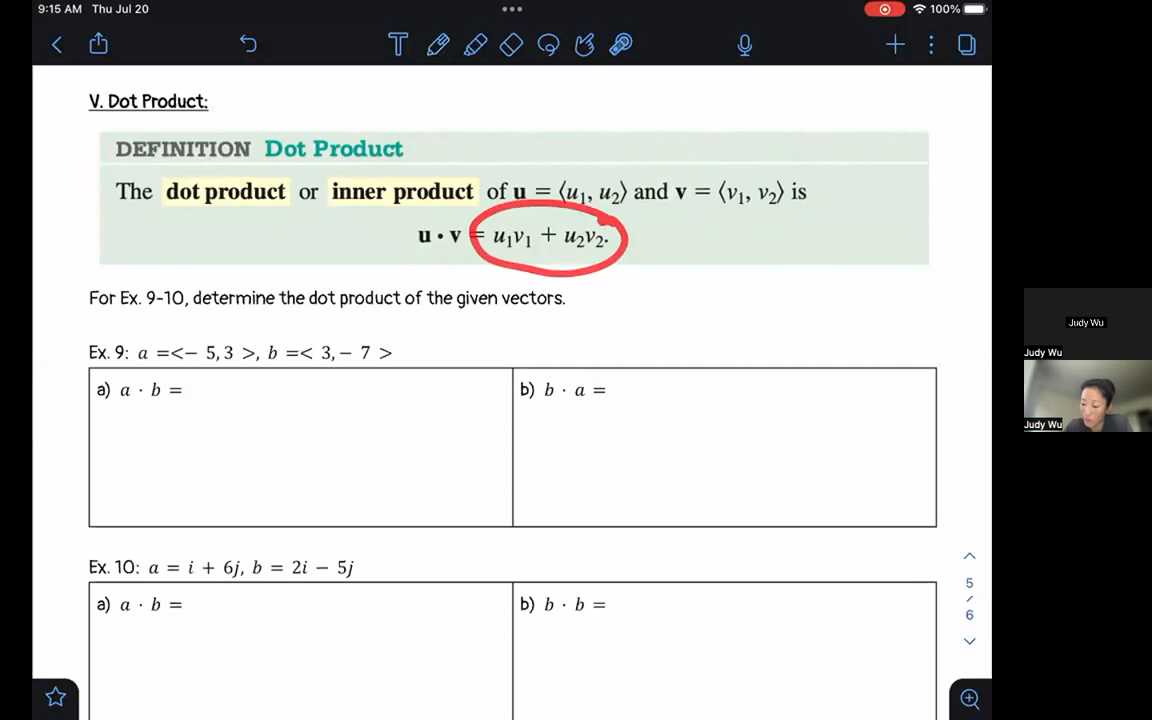 9:15 AM Thu Jul 20
100%
V. Dot Product:
DEFINITION Dot Product
The dot product or inner product of u = ⟨u₁, u₂⟩ and v = ⟨v₁, v₂⟩ is
u • v = u₁v₁ + u₂v₂.
For Ex. 9-10, determine the dot product of the given vectors.
Ex. 9: a =<− 5, 3 >, b =< 3, − 7 >
a) a · b =
b) b · a =
Ex. 10: a = i + 6j, b = 2i − 5j
a) a · b =
b) b · b =
5
/
6
Judy Wu
Judy Wu
Judy Wu